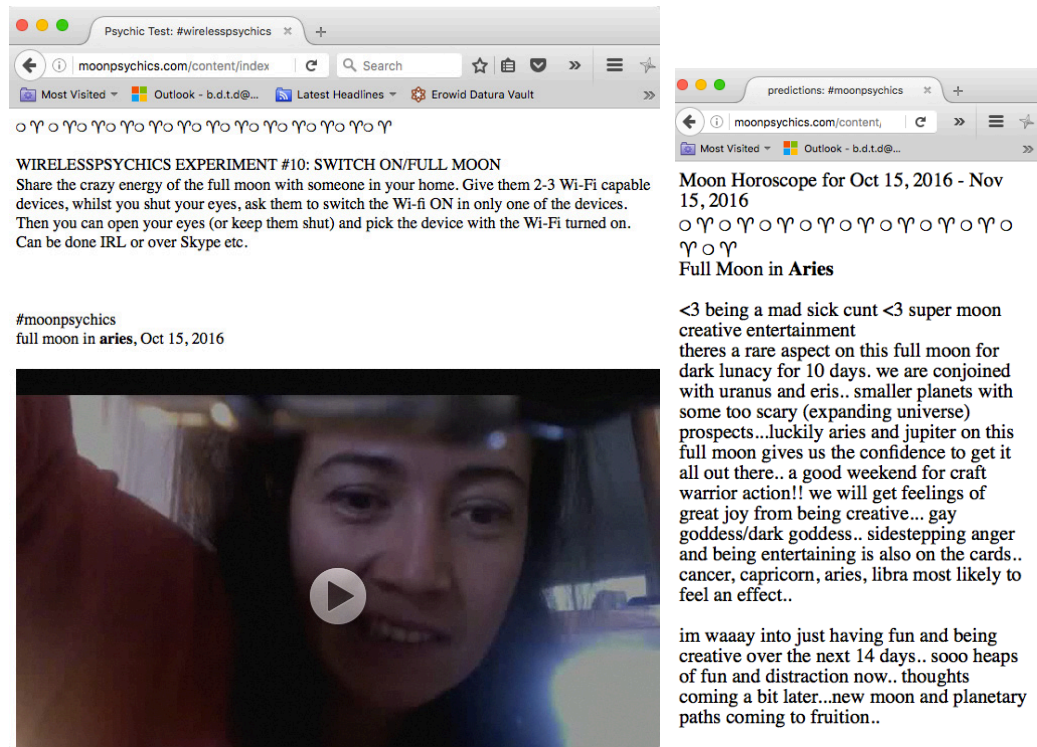 Psychic Test: #wirelesspsychics
moonpsychics.com/content/index
Search
Most Visited
Outlook - b.d.t.d@...
Latest Headlines
Erowid Datura Vault
○ ♈ ○ ♈○ ♈○ ♈○ ♈○ ♈○ ♈○ ♈○ ♈○ ♈○ ♈○ ♈○ ♈
WIRELESSPSYCHICS EXPERIMENT #10: SWITCH ON/FULL MOON
Share the crazy energy of the full moon with someone in your home. Give them 2-3 Wi-Fi capable
devices, whilst you shut your eyes, ask them to switch the Wi-fi ON in only one of the devices.
Then you can open your eyes (or keep them shut) and pick the device with the Wi-Fi turned on.
Can be done IRL or over Skype etc.
#moonpsychics
full moon in aries, Oct 15, 2016
predictions: #moonpsychics
moonpsychics.com/content/
Most Visited
Outlook - b.d.t.d@...
Moon Horoscope for Oct 15, 2016 - Nov
15, 2016
○ ♈ ○ ♈ ○ ♈ ○ ♈ ○ ♈ ○ ♈ ○ ♈ ○ ♈ ○
♈ ○ ♈
Full Moon in Aries
<3 being a mad sick cunt <3 super moon
creative entertainment
theres a rare aspect on this full moon for
dark lunacy for 10 days. we are conjoined
with uranus and eris.. smaller planets with
some too scary (expanding universe)
prospects...luckily aries and jupiter on this
full moon gives us the confidence to get it
all out there.. a good weekend for craft
warrior action!! we will get feelings of
great joy from being creative... gay
goddess/dark goddess.. sidestepping anger
and being entertaining is also on the cards..
cancer, capricorn, aries, libra most likely to
feel an effect..
im waaay into just having fun and being
creative over the next 14 days.. sooo heaps
of fun and distraction now.. thoughts
coming a bit later...new moon and planetary
paths coming to fruition..